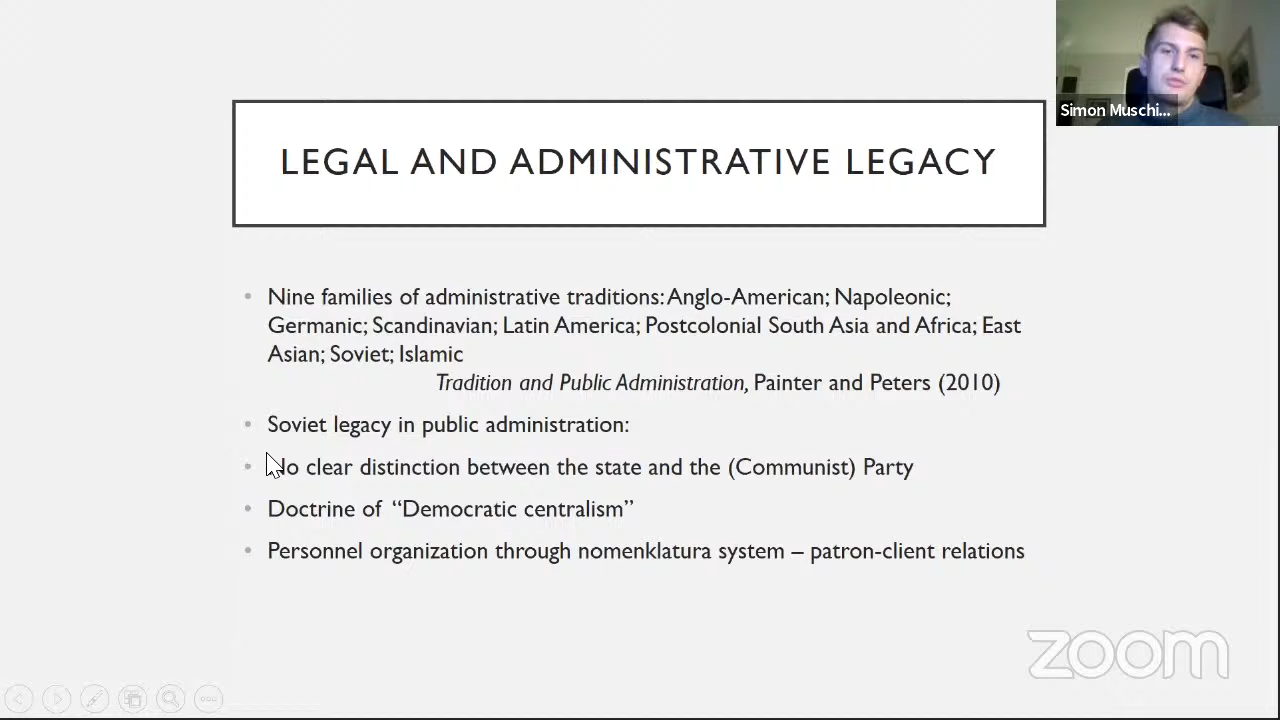 Simon Muschi...
LEGAL AND ADMINISTRATIVE LEGACY
• Nine families of administrative traditions: Anglo-American; Napoleonic;
Germanic; Scandinavian; Latin America; Postcolonial South Asia and Africa; East
Asian; Soviet; Islamic
Tradition and Public Administration, Painter and Peters (2010)
• Soviet legacy in public administration:
• No clear distinction between the state and the (Communist) Party
• Doctrine of “Democratic centralism”
• Personnel organization through nomenklatura system – patron-client relations
zoom